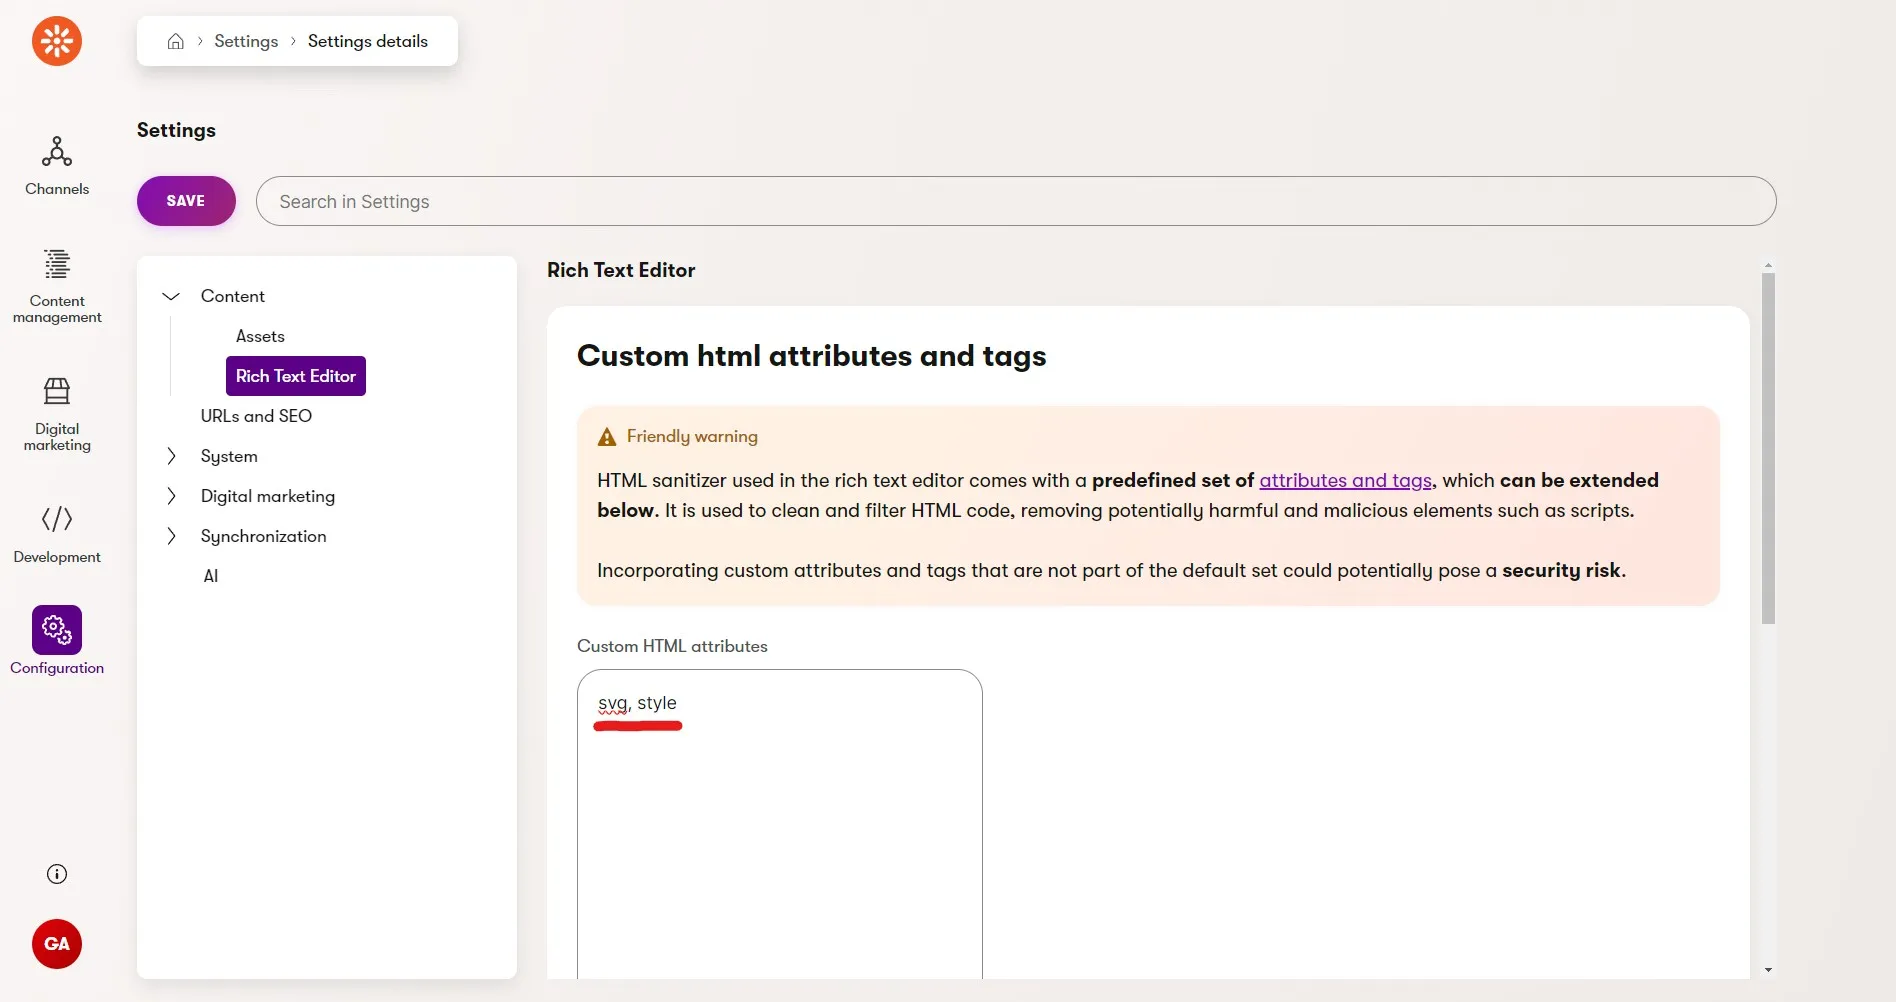 Settings
Settings details
Settings
SAVE
Search in Settings
Channels
Content
management
Digital
marketing
Development
Configuration
GA
Content
Assets
Rich Text Editor
URLs and SEO
System
Digital marketing
Synchronization
AI
Rich Text Editor
Custom html attributes and tags
Friendly warning
HTML sanitizer used in the rich text editor comes with a predefined set of attributes and tags, which can be extended
below. It is used to clean and filter HTML code, removing potentially harmful and malicious elements such as scripts.
Incorporating custom attributes and tags that are not part of the default set could potentially pose a security risk.
Custom HTML attributes
svg, style